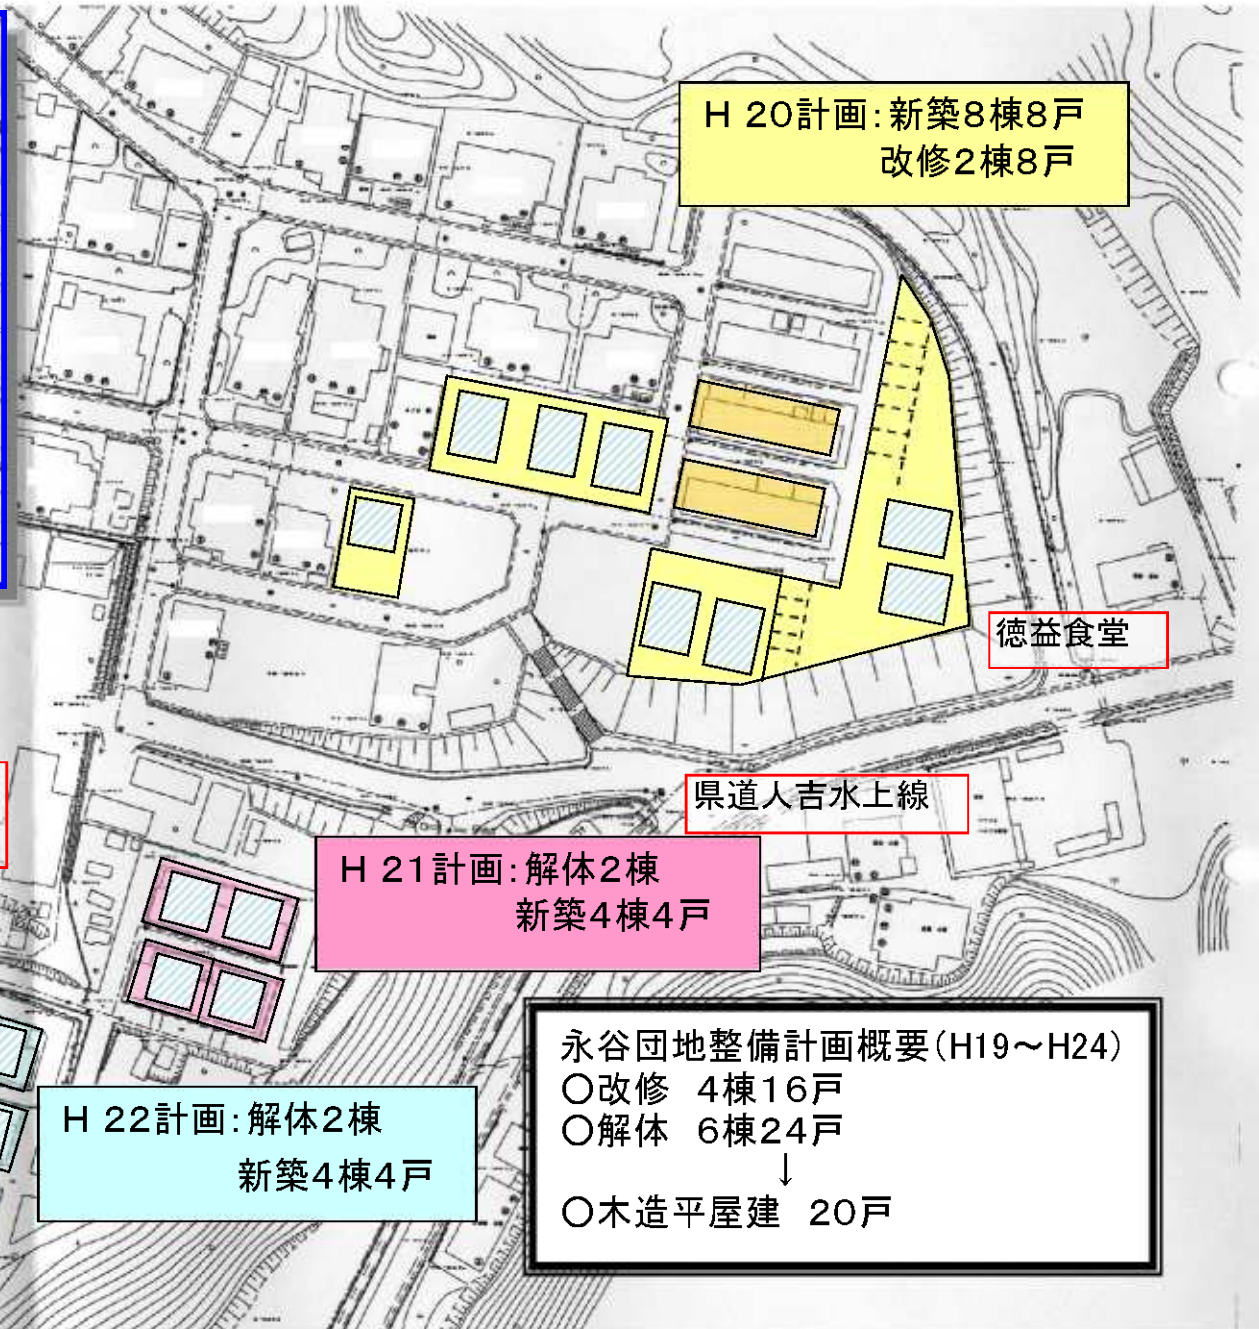 H 20計画:新築8棟8戸
改修2棟8戸
徳益食堂
県道人吉水上線
H 21計画:解体2棟
新築4棟4戸
永谷団地整備計画概要(H19～H24)
〇改修 4棟16戸
〇解体 6棟24戸
↓
〇木造平屋建 20戸
H 22計画:解体2棟
新築4棟4戸